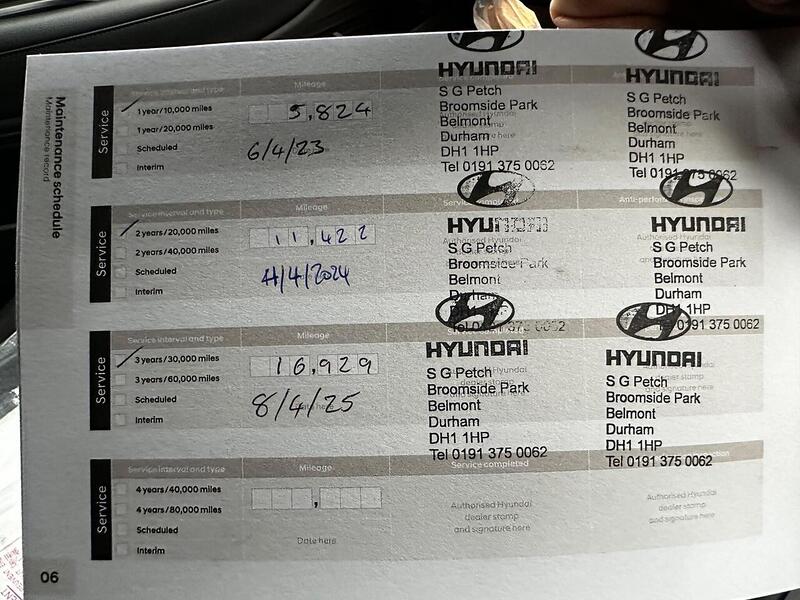 Maintenance schedule
Maintenance record
HYUNDAI
HYUNDAI
Service
Service interval and type
Mileage
1 year/10,000 miles
1 year/20,000 miles
Scheduled
Interim
5,824
6/4/23
S G Petch
Broomside Park
Belmont
Durham
DH1 1HP
Tel 0191 375 0062
S G Petch
Broomside Park
Belmont
Durham
DH1 1HP
Tel 0191 375 0062
Service
Service interval and type
Mileage
2 years/20,000 miles
2 years/40,000 miles
Scheduled
Interim
11,422
4/4/2024
HYUNDAI
S G Petch
Broomside Park
Belmont
Durham
Tel 0191 375 0062
HYUNDAI
S G Petch
Broomside Park
Belmont
Durham
DH1 1HP
0191 375 0062
Service
Service interval and type
Mileage
3 years/30,000 miles
3 years/60,000 miles
Scheduled
Interim
16,929
8/4/25
HYUNDAI
S G Petch
Broomside Park
Belmont
Durham
DH1 1HP
Tel 0191 375 0062
HYUNDAI
S G Petch
Broomside Park
Belmont
Durham
DH1 1HP
Tel 0191 375 0062
Service
Service interval and type
Mileage
Service completed
4 years/40,000 miles
4 years/80,000 miles
Scheduled
Interim
Date here
Authorised Hyundai
dealer stamp
and signature here
Authorised Hyundai
dealer stamp
and signature here
06